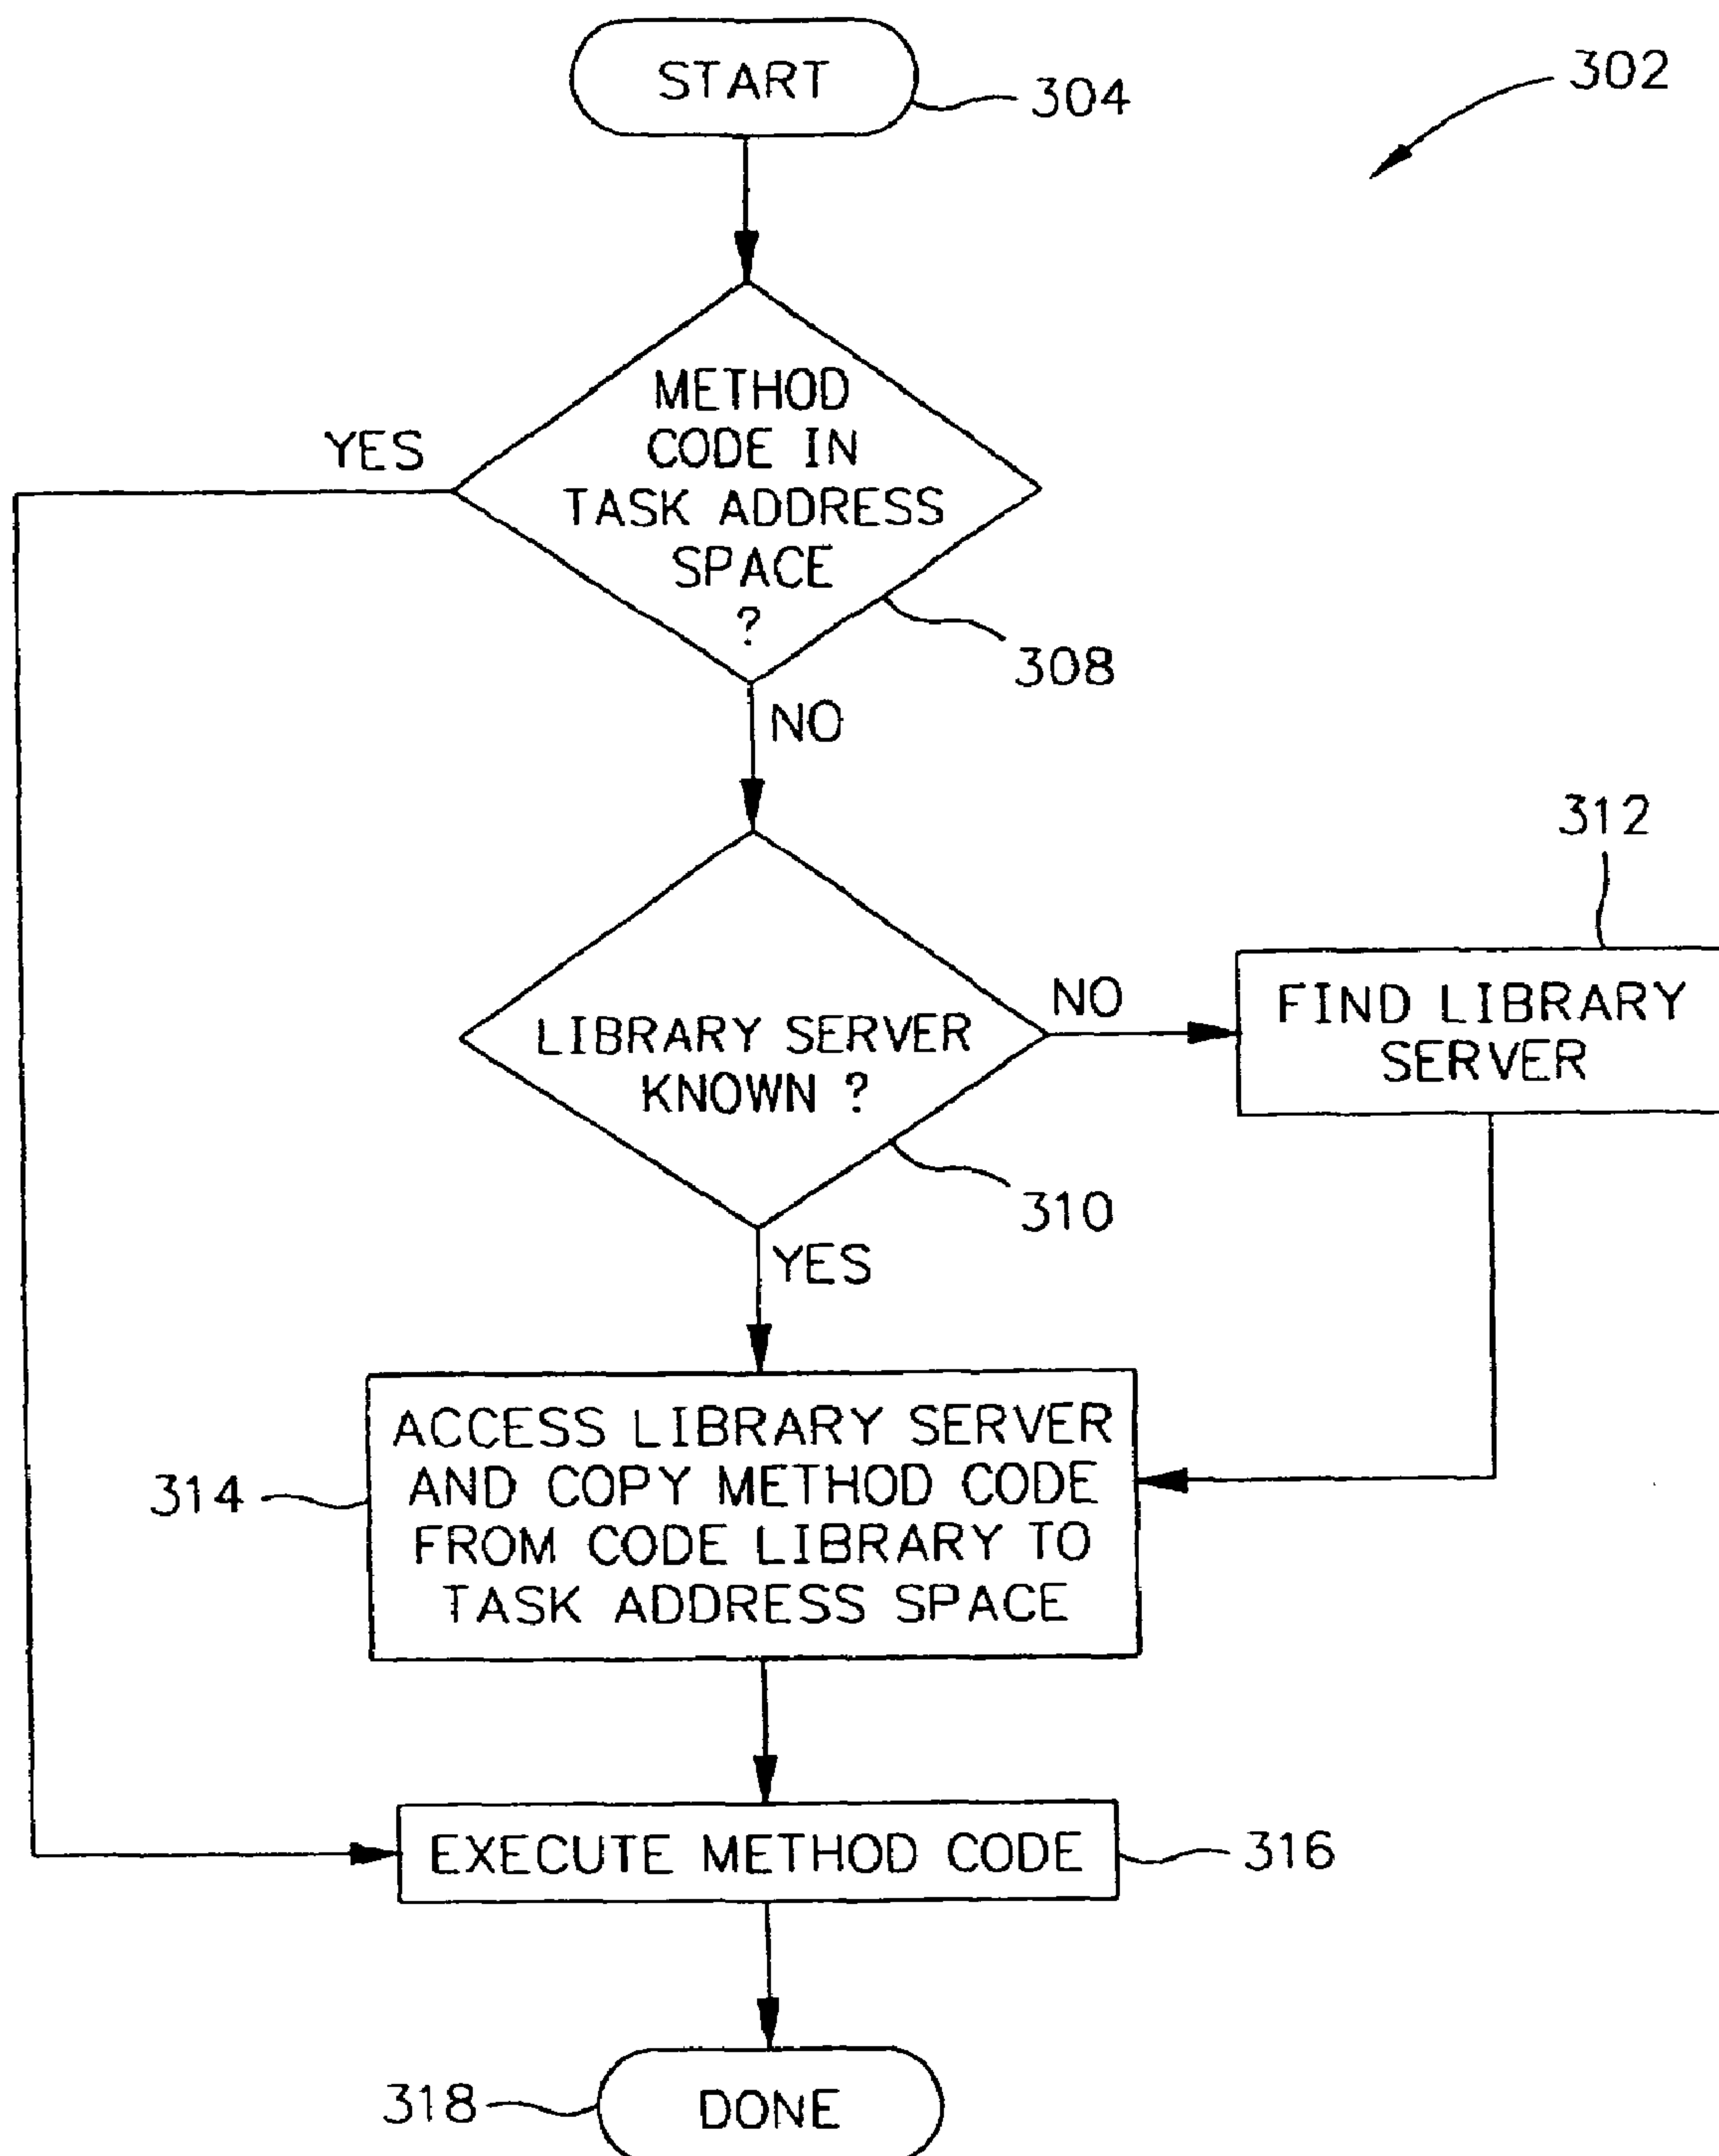 START
304
302
METHOD
CODE IN
TASK ADDRESS
SPACE
?
YES
308
NO
312
LIBRARY SERVER
KNOWN ?
NO
FIND LIBRARY
SERVER
310
YES
ACCESS LIBRARY SERVER
AND COPY METHOD CODE
FROM CODE LIBRARY TO
TASK ADDRESS SPACE
314
EXECUTE METHOD CODE
316
318
DONE